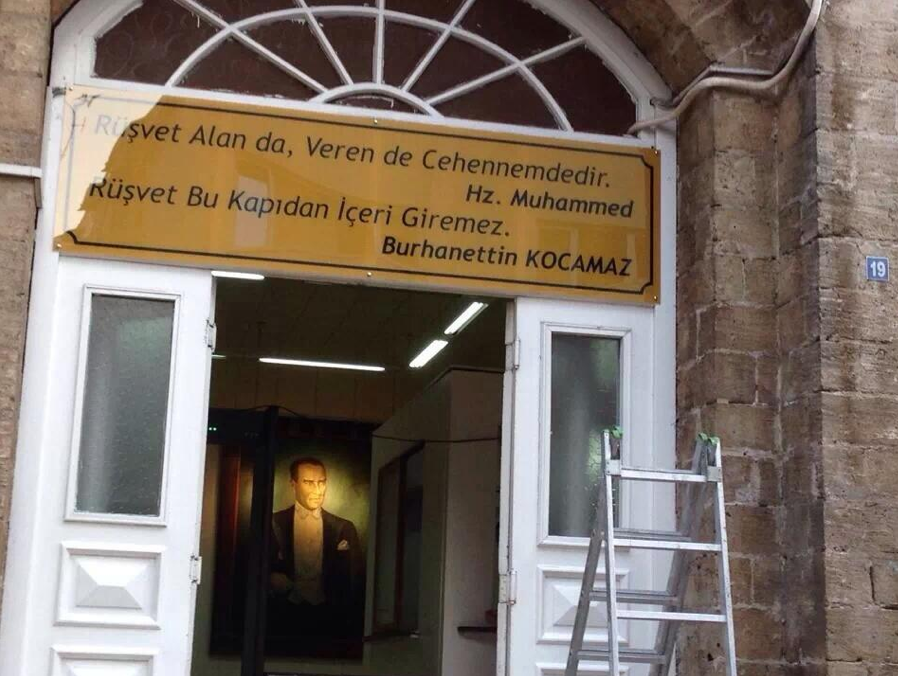 Rüşvet Alan da, Veren de Cehennemdedir.
Hz. Muhammed
Rüşvet Bu Kapıdan İçeri Giremez.
Burhanettin KOCAMAZ
19